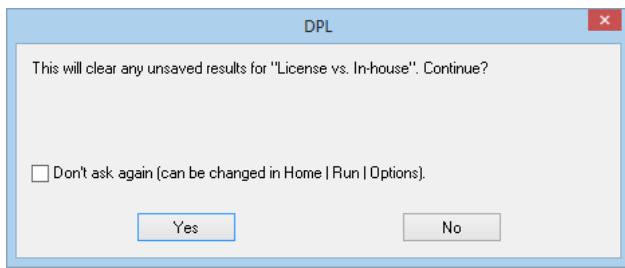 DPL
This will clear any unsaved results for "License vs. In-house". Continue?
Don't ask again (can be changed in Home | Run | Options).
Yes
No